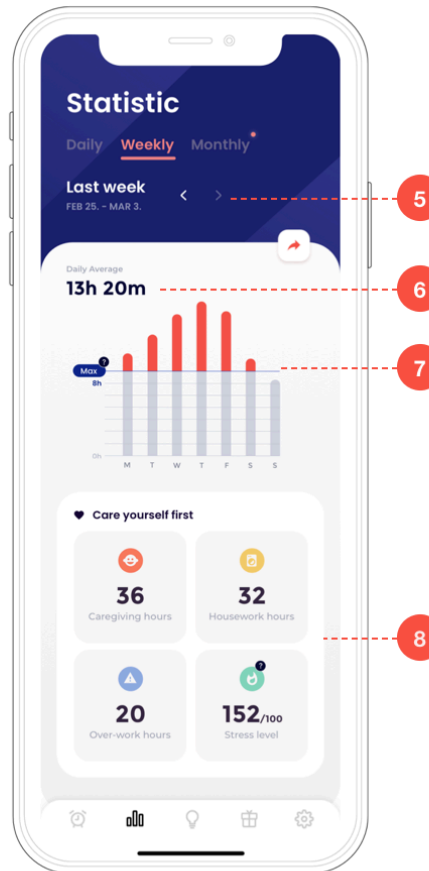 Statistic
Daily Weekly Monthly
Last week
FEB 25. - MAR 3.
5
Daily Average
13h 20m
6
7
Max ?
8h
0h
M T W T F S S
Care yourself first
36
Caregiving hours
32
Housework hours
8
20
Over-work hours
?
152/100
Stress level